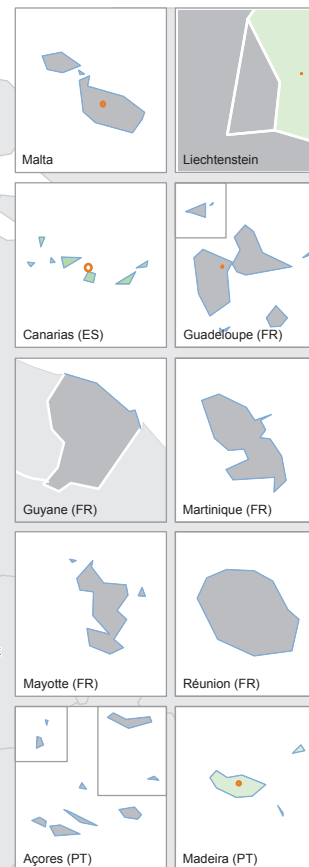 Malta
Liechtenstein
Canarias (ES)
Guadeloupe (FR)
Guyane (FR)
Martinique (FR)
Mayotte (FR)
Réunion (FR)
Açores (PT)
Madeira (PT)